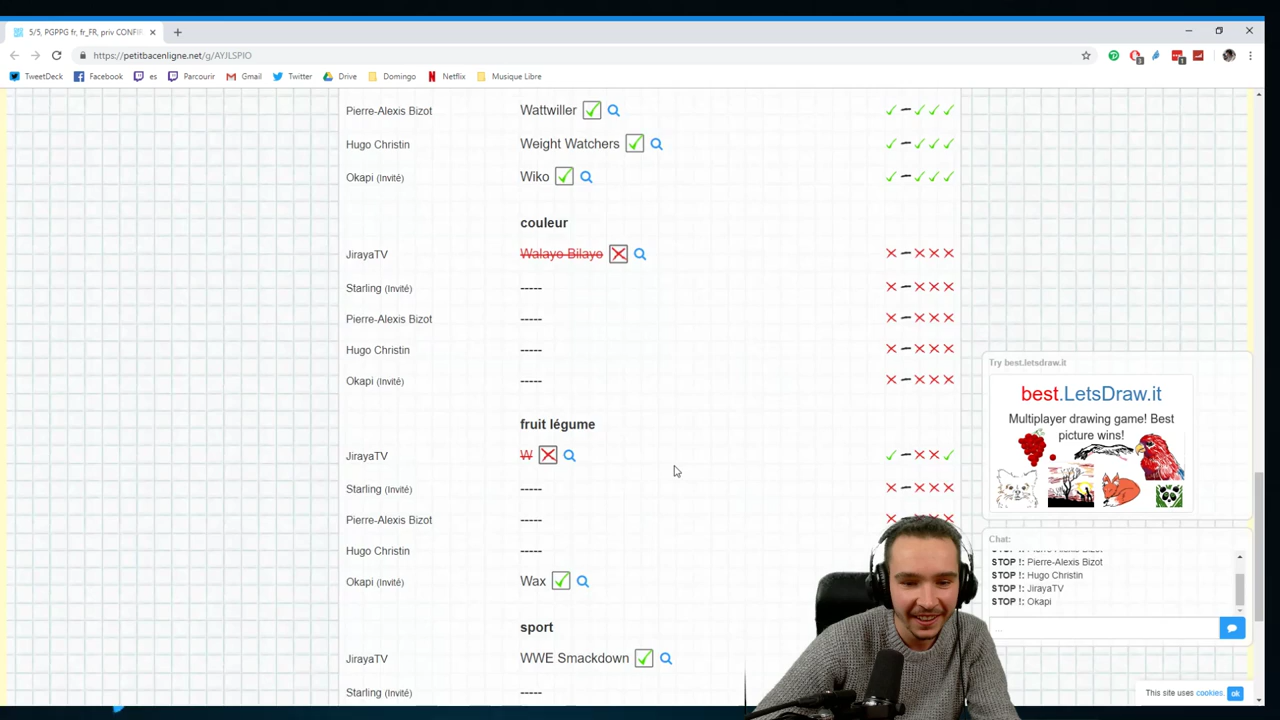 5/5, PGPPG fr, fr_FR, priv CONFI
https://petitbacenligne.net/g/AYJLSPIO
TweetDeck Facebook es Parcourir Gmail Twitter Drive Domingo Netflix Musique Libre
Pierre-Alexis Bizot Wattwiller
Hugo Christin Weight Watchers
Okapi (Invité) Wiko
couleur
JirayaTV Walayo Bilayo
Starling (Invité) -----
Pierre-Alexis Bizot -----
Hugo Christin -----
Okapi (Invité) -----
fruit légume
JirayaTV W
Starling (Invité) -----
Pierre-Alexis Bizot -----
Hugo Christin -----
Okapi (Invité) Wax
sport
JirayaTV WWE Smackdown
Starling (Invité) -----
Try best.letsdraw.it
best.LetsDraw.it
Multiplayer drawing game! Best
picture wins!
Chat:
STOP !: Pierre-Alexis Bizot
STOP !: Pierre-Alexis Bizot
STOP !: Hugo Christin
STOP !: JirayaTV
STOP !: Okapi
...
This site uses cookies. ok